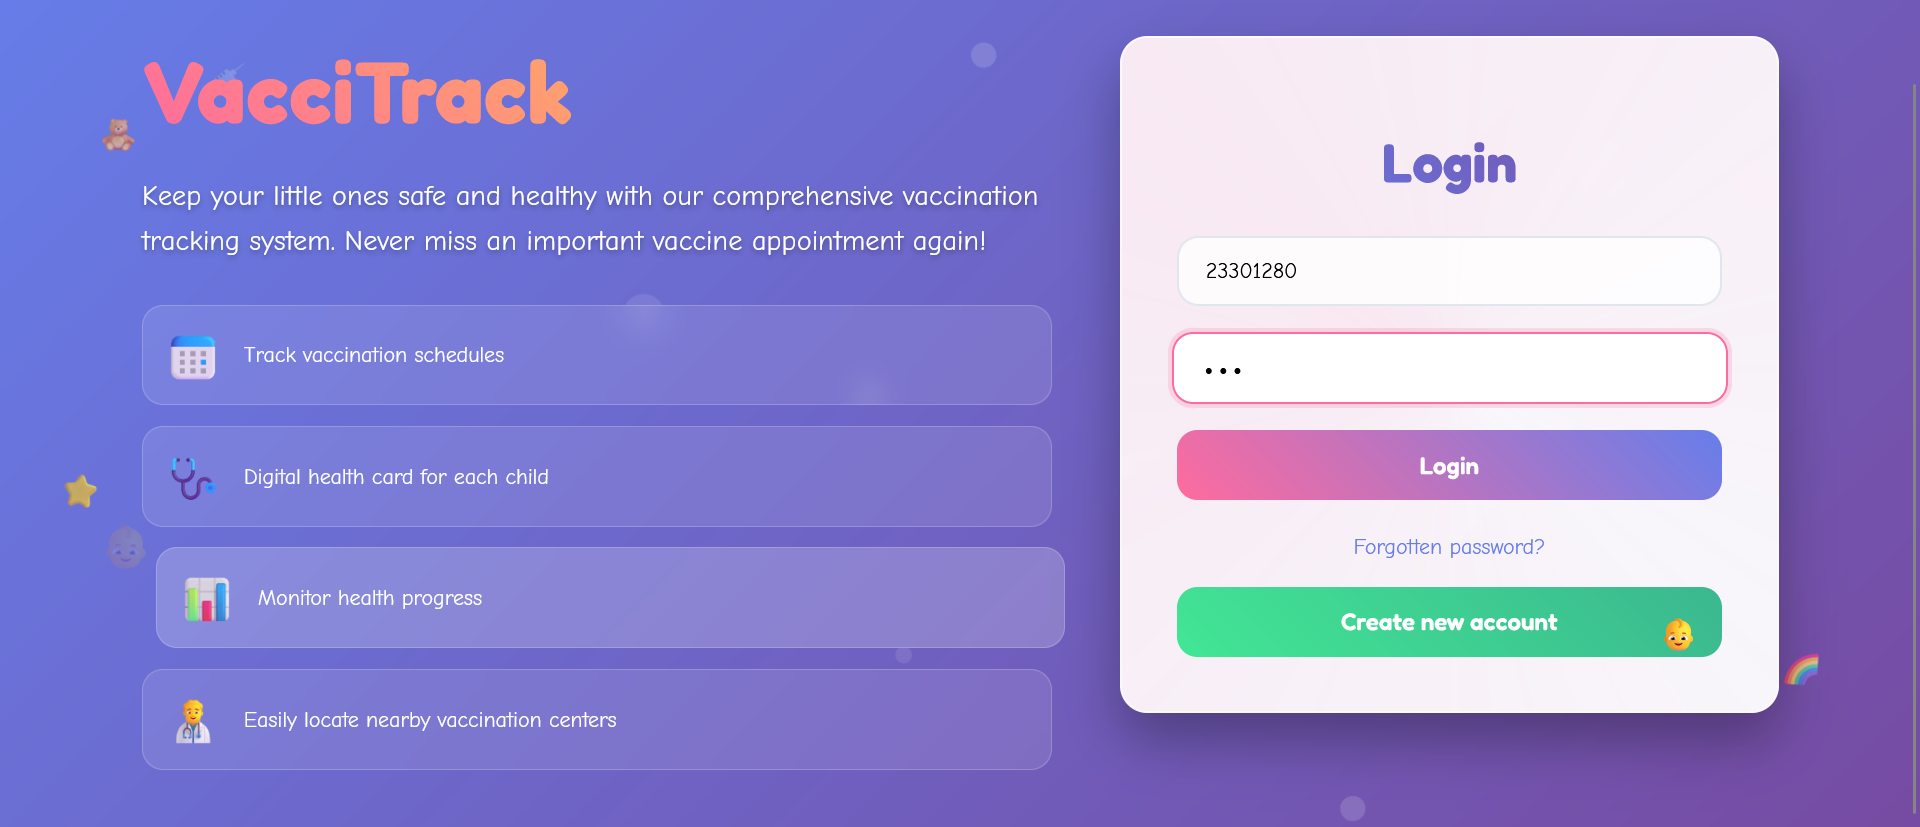 VacciTrack
Keep your little ones safe and healthy with our comprehensive vaccination
tracking system. Never miss an important vaccine appointment again!
Track vaccination schedules
Digital health card for each child
Monitor health progress
Easily locate nearby vaccination centers
Login
23301280
•••
Login
Forgotten password?
Create new account